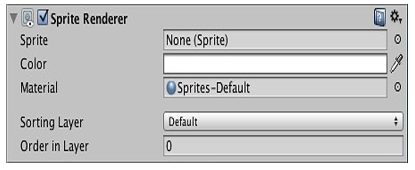 Sprite Renderer
Sprite None (Sprite)
Color
Material Sprites-Default
Sorting Layer Default
Order in Layer 0